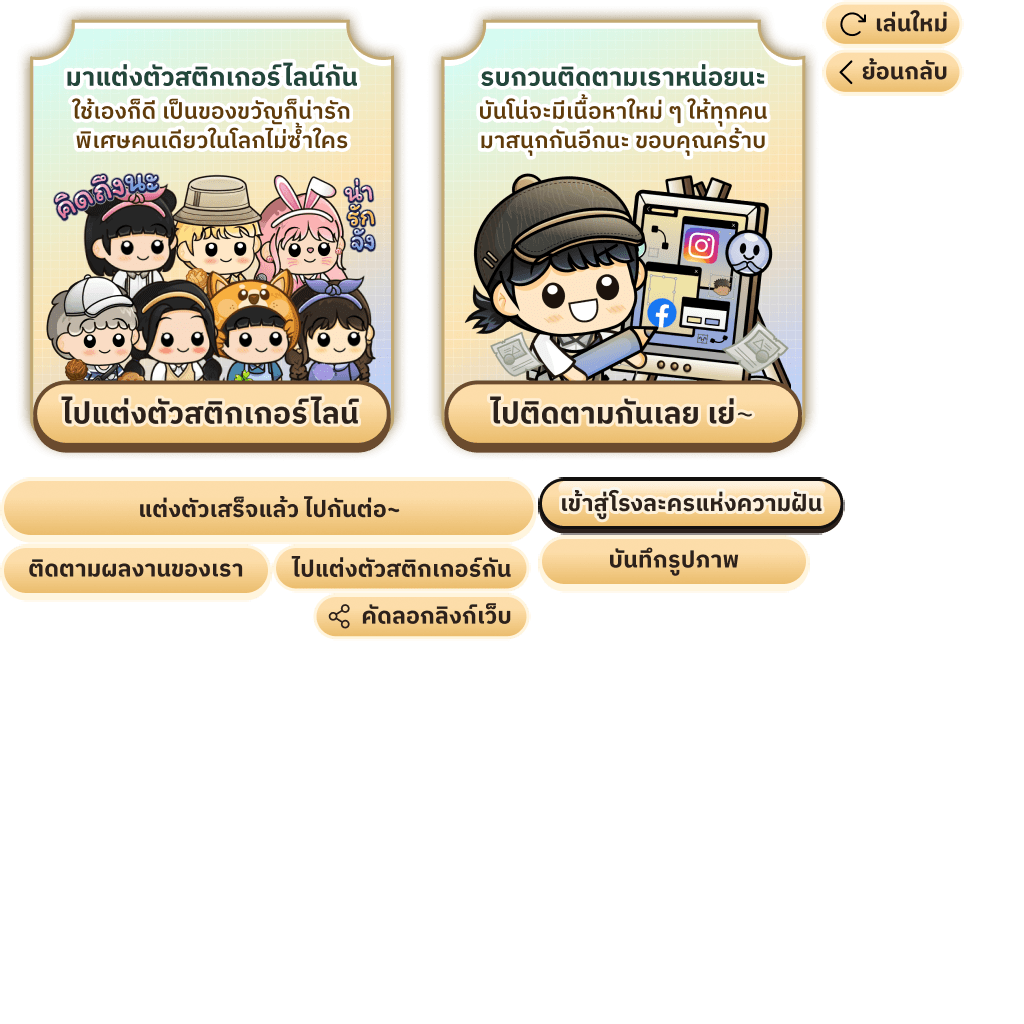 มาแต่งตัวสติกเกอร์ไลน์กัน
ใช้เองก็ดี เป็นของขวัญก็น่ารัก
พิเศษคนเดียวในโลกไม่ซ้ำใคร
คิดถึงนะ
น่า
รัก
จัง
ไปแต่งตัวสติกเกอร์ไลน์
รบกวนติดตามเราหน่อยนะ
บันโน่จะมีเนื้อหาใหม่ ๆ ให้ทุกคน
มาสนุกกันอีกนะ ขอบคุณคร้าบ
ไปติดตามกันเลย เย่~
เล่นใหม่
ย้อนกลับ
แต่งตัวเสร็จแล้ว ไปกันต่อ~
เข้าสู่โรงละครแห่งความฝัน
ติดตามผลงานของเรา
ไปแต่งตัวสติกเกอร์กัน
บันทึกรูปภาพ
คัดลอกลิงก์เว็บ